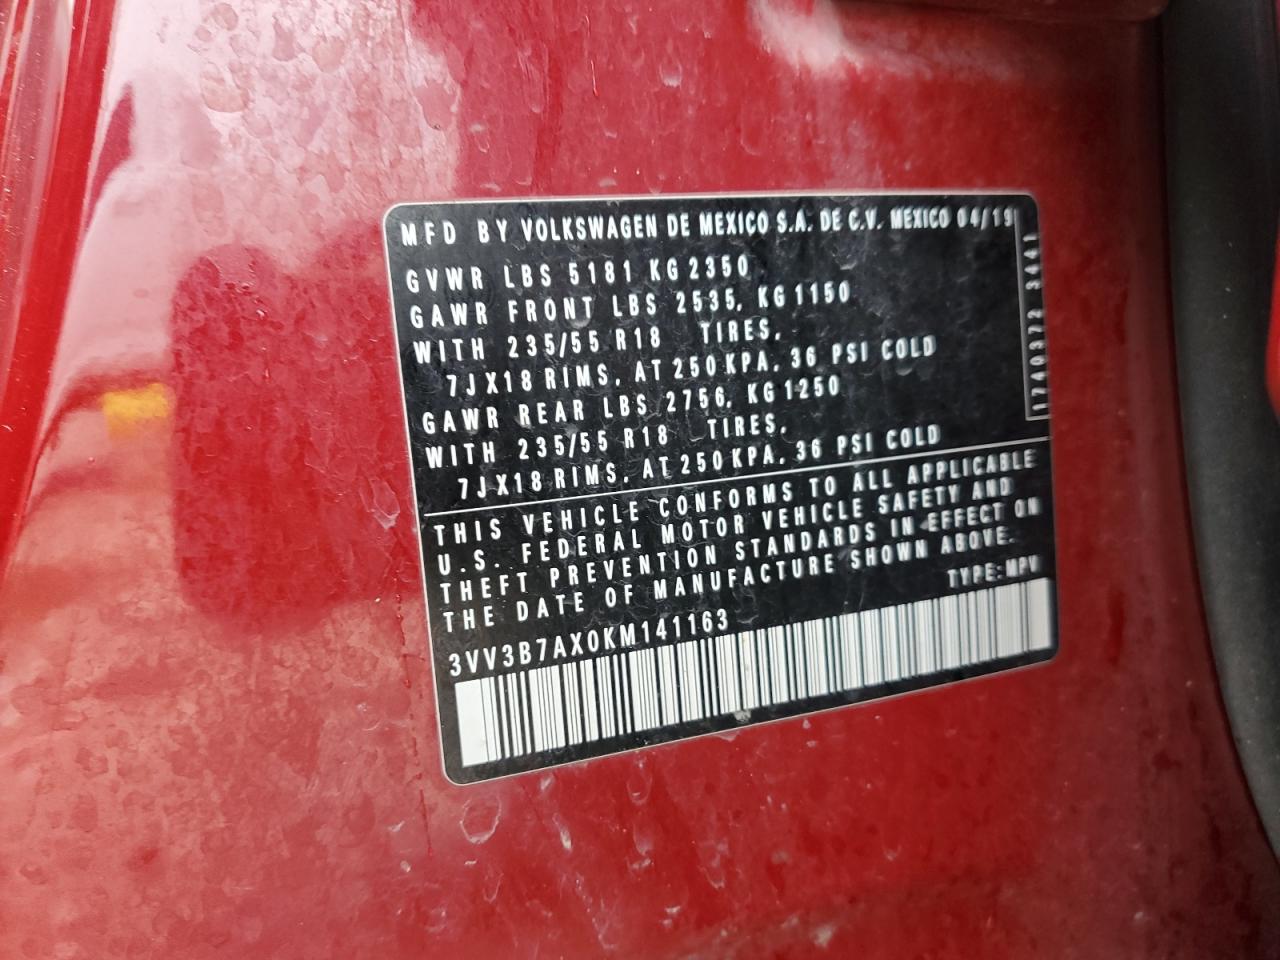 MFD BY VOLKSWAGEN DE MEXICO S.A. DE C.V. MEXICO 04/19
GVWR LBS 5181 KG 2350
GAWR FRONT LBS 2535, KG 1150
WITH 235/55 R18 TIRES,
7JX18 RIMS, AT 250 KPA, 36 PSI COLD
GAWR REAR LBS 2756, KG 1250
WITH 235/55 R18 TIRES,
7JX18 RIMS, AT 250 KPA, 36 PSI COLD
1740372 3441
THIS VEHICLE CONFORMS TO ALL APPLICABLE
U.S. FEDERAL MOTOR VEHICLE SAFETY AND
THEFT PREVENTION STANDARDS IN EFFECT ON
THE DATE OF MANUFACTURE SHOWN ABOVE.
TYPE: MPV
3VV3B7AX0KM141163